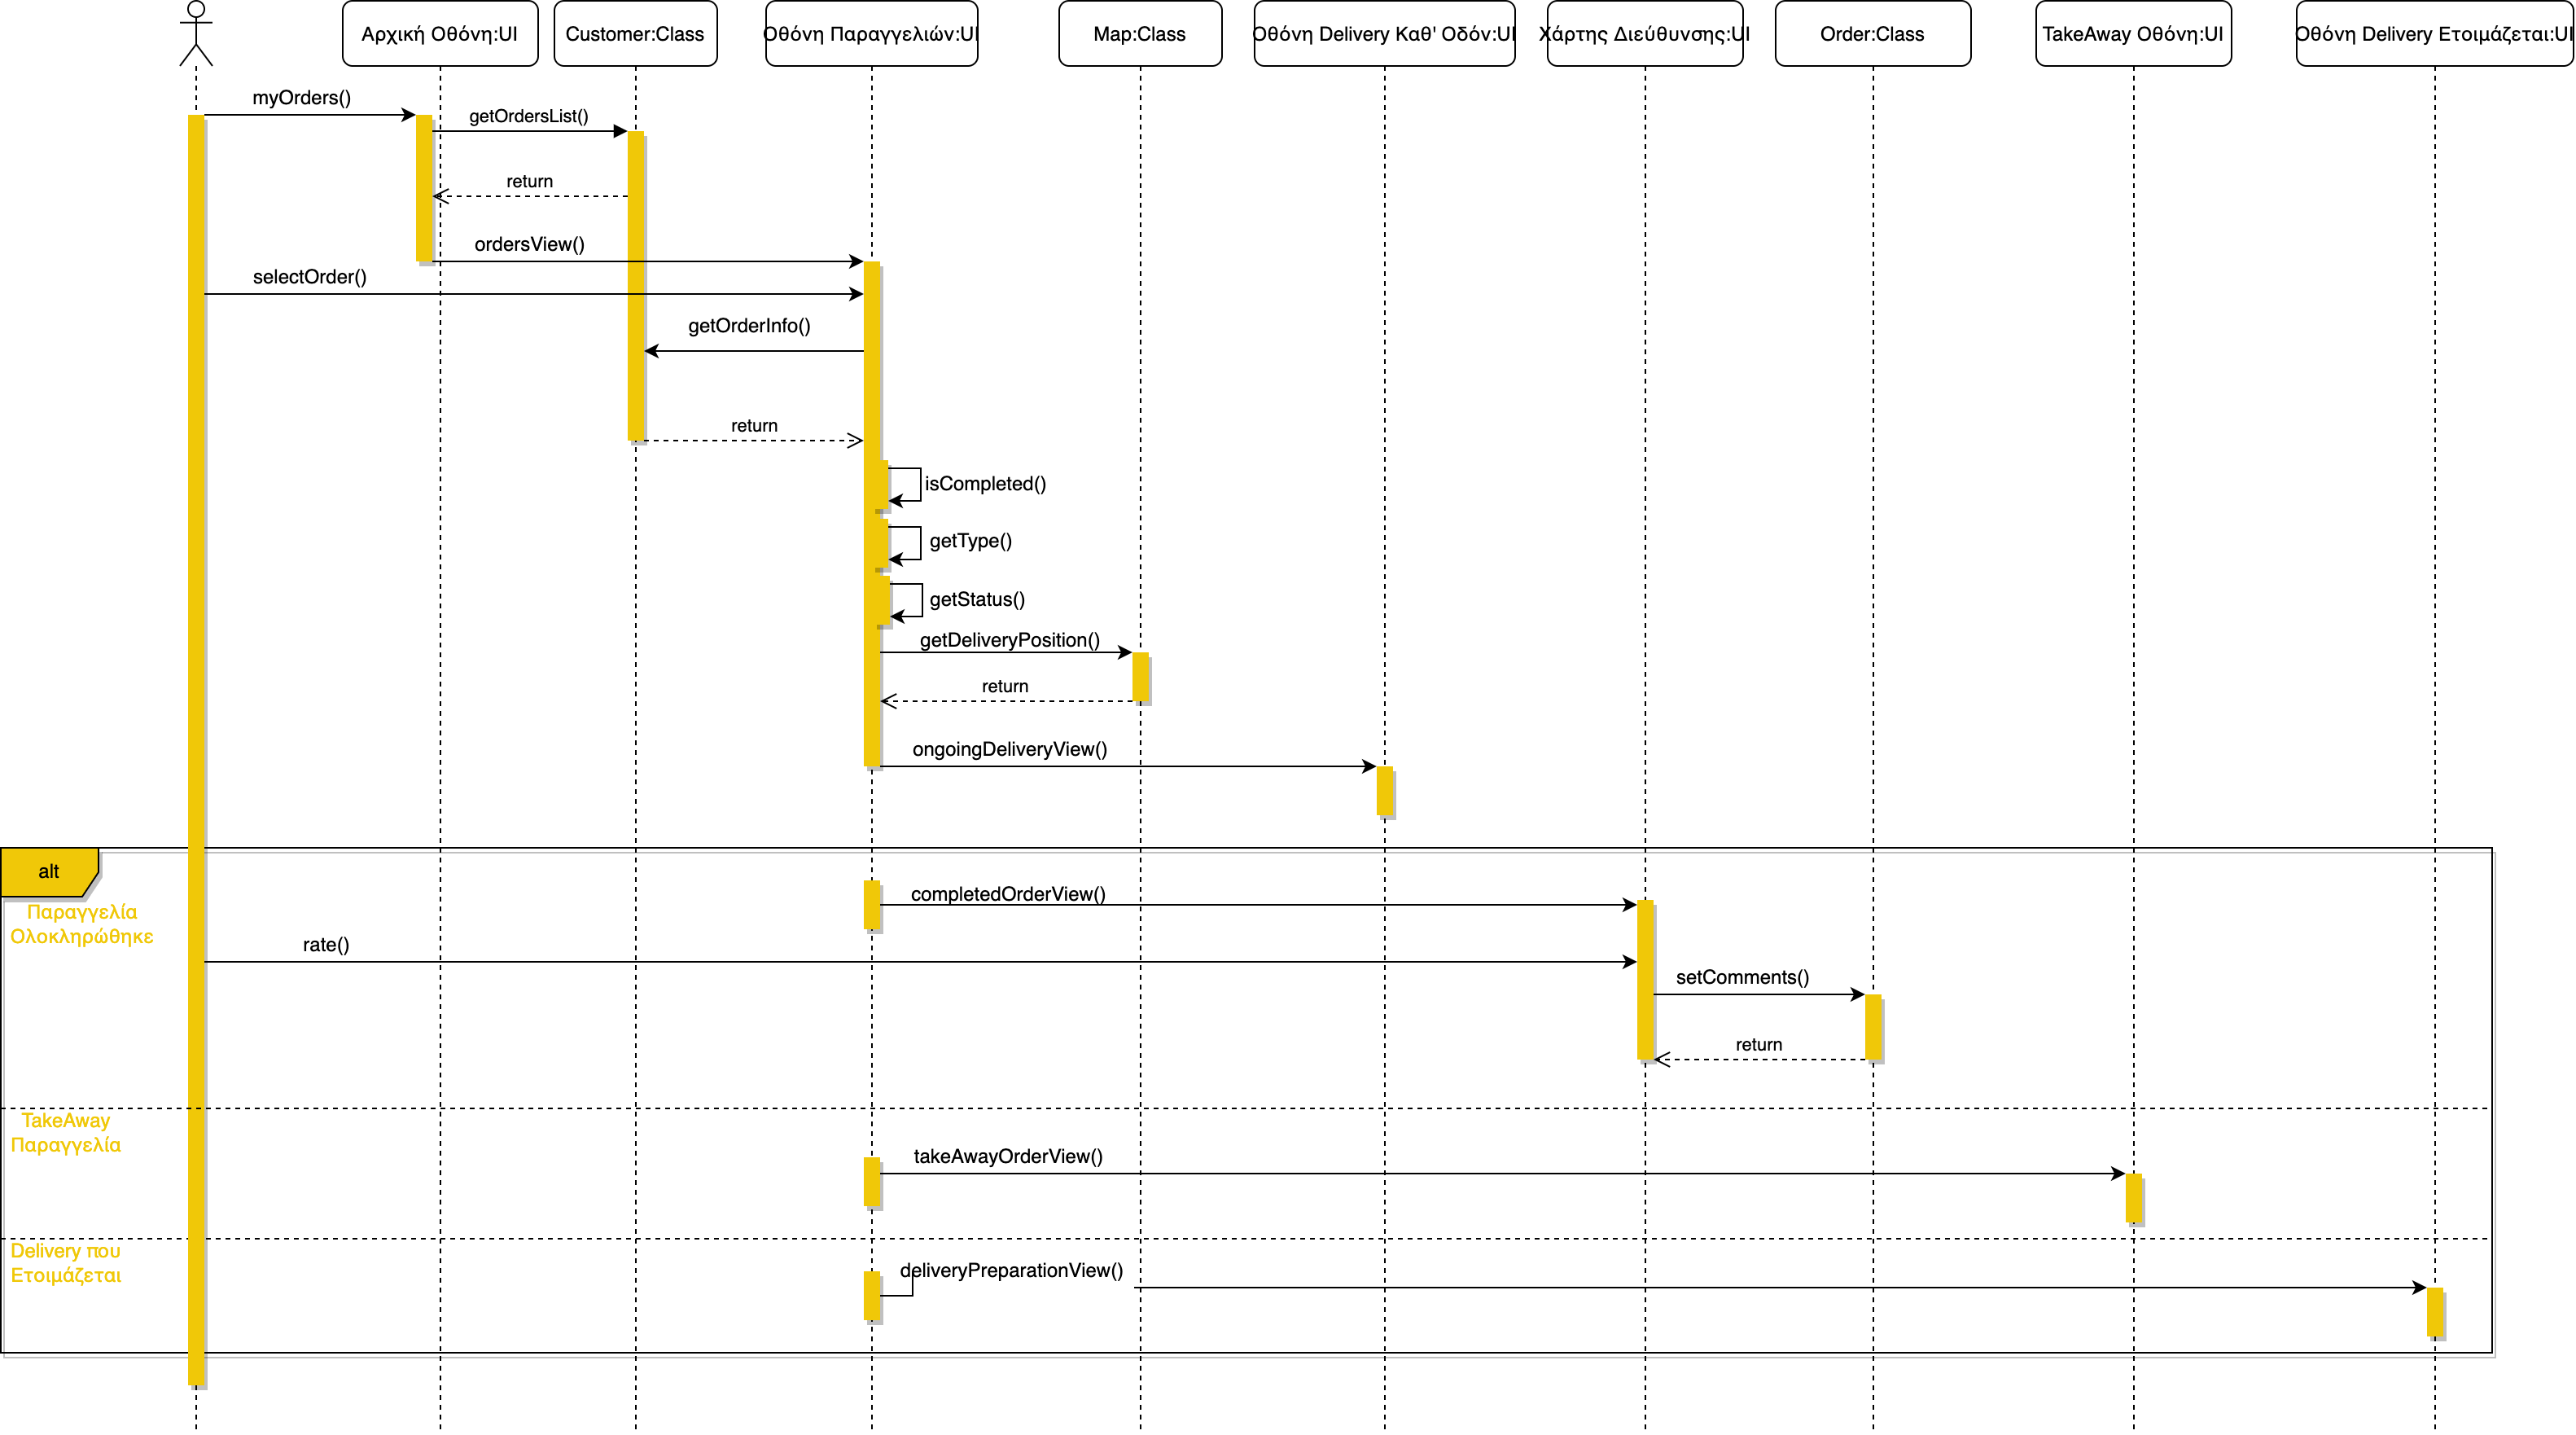 Αρχική Οθόνη:UI
Customer:Class
Οθόνη Παραγγελιών:UI
Map:Class
Οθόνη Delivery Καθ' Οδόν:UI
Χάρτης Διεύθυνσης:UI
Order:Class
TakeAway Οθόνη:UI
Οθόνη Delivery Ετοιμάζεται:UI
myOrders()
getOrdersList()
return
ordersView()
selectOrder()
getOrderInfo()
return
isCompleted()
getType()
getStatus()
getDeliveryPosition()
return
ongoingDeliveryView()
alt
completedOrderView()
Παραγγελία
Ολοκληρώθηκε
rate()
setComments()
return
TakeAway
Παραγγελία
takeAwayOrderView()
Delivery που
Ετοιμάζεται
deliveryPreparationView()